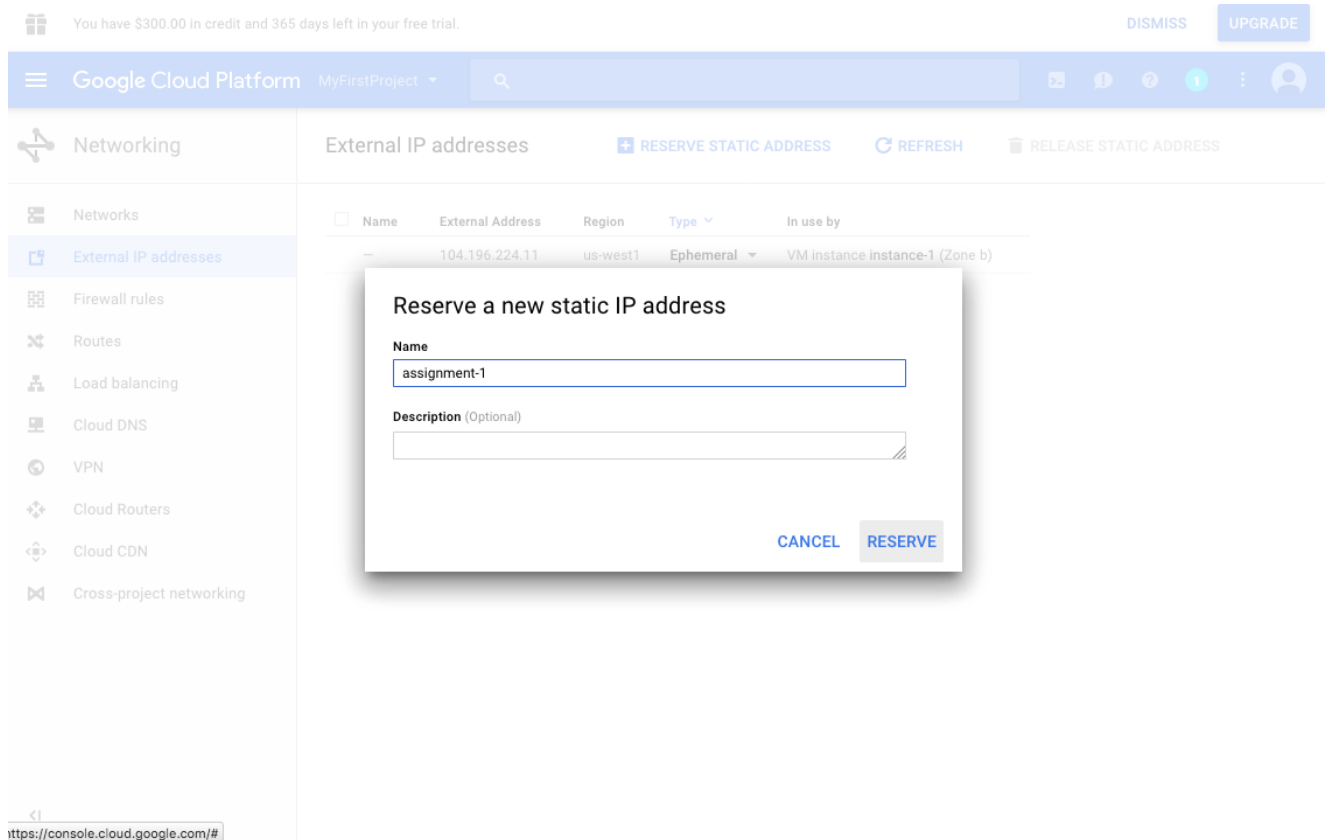 You have $300.00 in credit and 365 days left in your free trial. DISMISS UPGRADE
Google Cloud Platform MyFirstProject 1
Networking External IP addresses RESERVE STATIC ADDRESS REFRESH RELEASE STATIC ADDRESS
Networks
External IP addresses
Firewall rules
Routes
Load balancing
Cloud DNS
VPN
Cloud Routers
Cloud CDN
Cross-project networking
Name External Address Region Type In use by
— 104.196.224.11 us-west1 Ephemeral VM instance instance-1 (Zone b)
Reserve a new static IP address
Name
assignment-1
Description (Optional)
CANCEL RESERVE
https://console.cloud.google.com/#